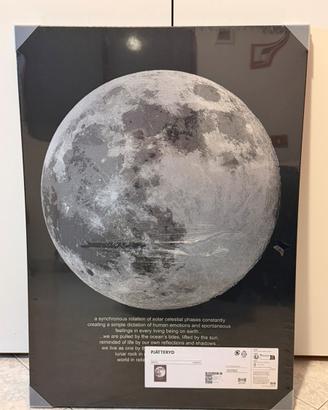 a synchronous rotation of solar celestial phases constantly
creating a simple dictation of human emotions and spontaneous
feelings in every living being on earth...
...we are pulled by the ocean's tides, lifted by the sun,
reminded of life by our own reflections and shadows...
we live as one by
lunar rock in
world in
PJÄTTERYD